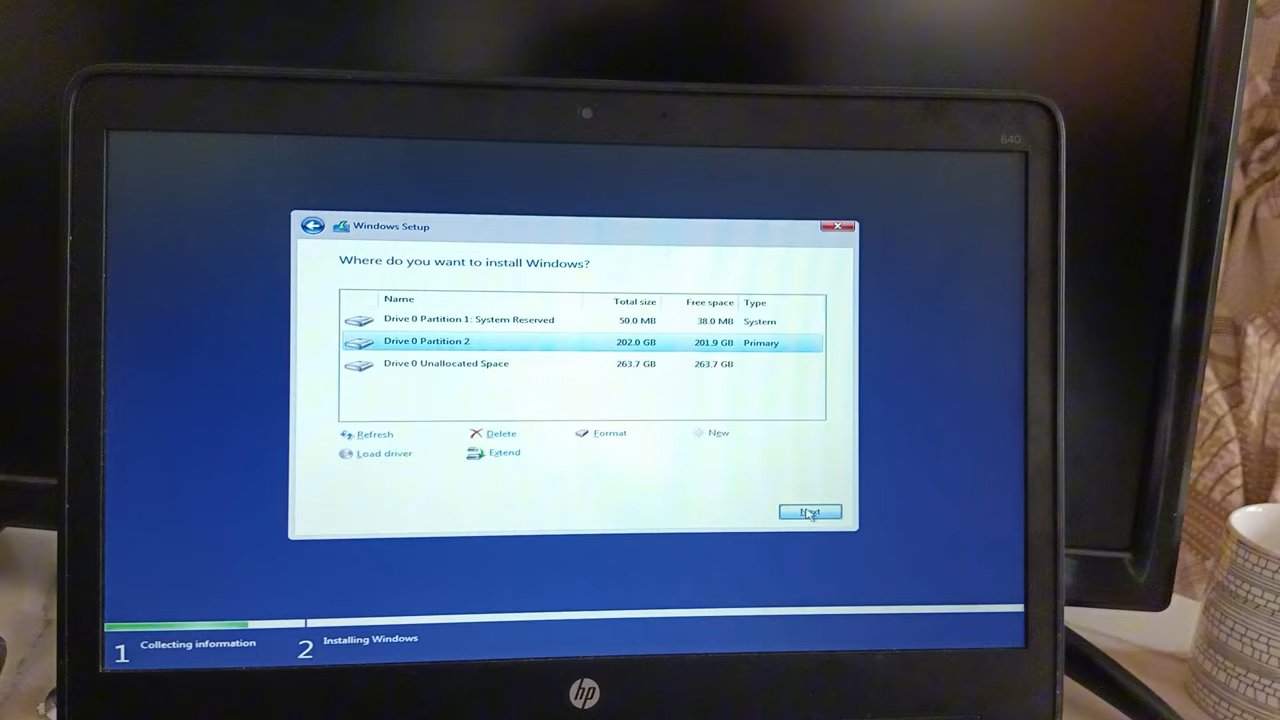 640
Windows Setup
Where do you want to install Windows?
Name Total size Free space Type
Drive 0 Partition 1: System Reserved 50.0 MB 38.0 MB System
Drive 0 Partition 2 202.0 GB 201.9 GB Primary
Drive 0 Unallocated Space 263.7 GB 263.7 GB
Refresh Delete Format New
Load driver Extend
Next
1 Collecting information 2 Installing Windows
hp